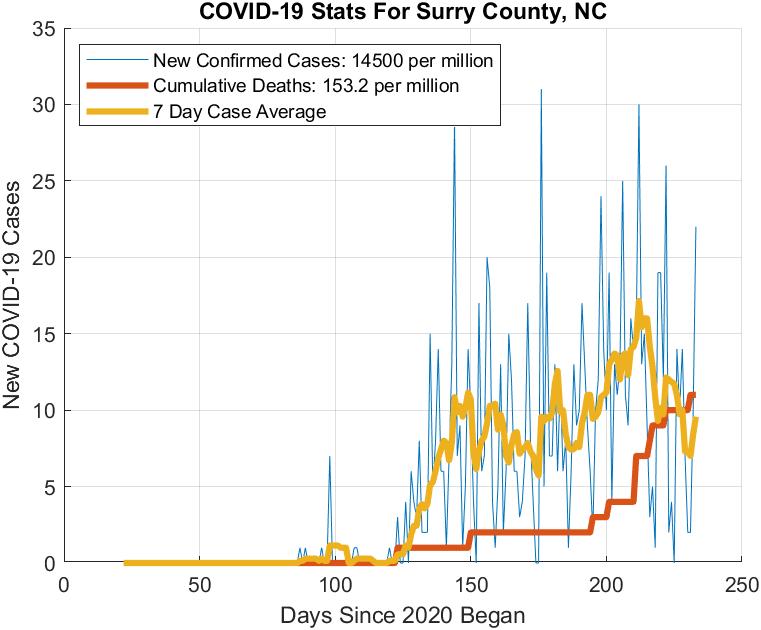 COVID-19 Stats For Surry County, NC
35
30
25
20
15
10
5
0
New COVID-19 Cases
New Confirmed Cases: 14500 per million
Cumulative Deaths: 153.2 per million
7 Day Case Average
0 50 100 150 200 250
Days Since 2020 Began